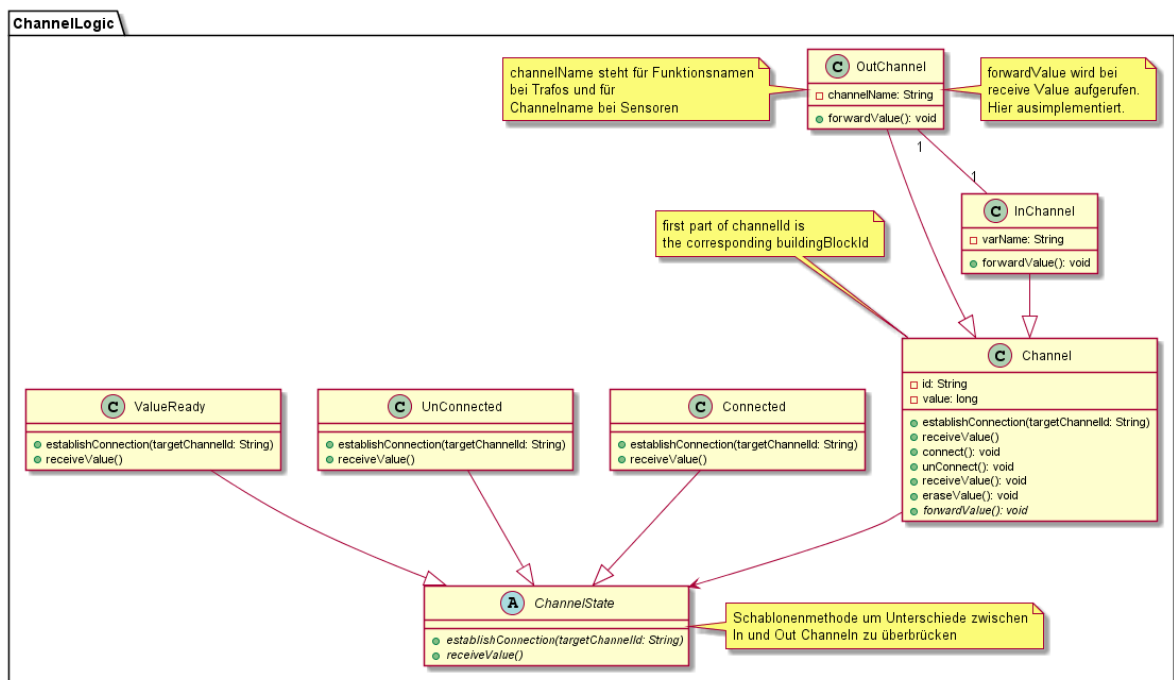 ChannelLogic
channelName steht für Funktionsnamen
bei Trafos und für
Channelname bei Sensoren
C OutChannel
channelName: String
forwardValue(): void
forwardValue wird bei
receive Value aufgerufen.
Hier ausimplementiert.
1
1
C InChannel
varName: String
forwardValue(): void
first part of channelId is
the corresponding buildingBlockId
C Channel
id: String
value: long
establishConnection(targetChannelId: String)
receiveValue()
connect(): void
unConnect(): void
receiveValue(): void
eraseValue(): void
forwardValue(): void
C ValueReady
establishConnection(targetChannelId: String)
receiveValue()
C UnConnected
establishConnection(targetChannelId: String)
receiveValue()
C Connected
establishConnection(targetChannelId: String)
receiveValue()
A ChannelState
establishConnection(targetChannelId: String)
receiveValue()
Schablonenmethode um Unterschiede zwischen
In und Out Channeln zu überbrücken